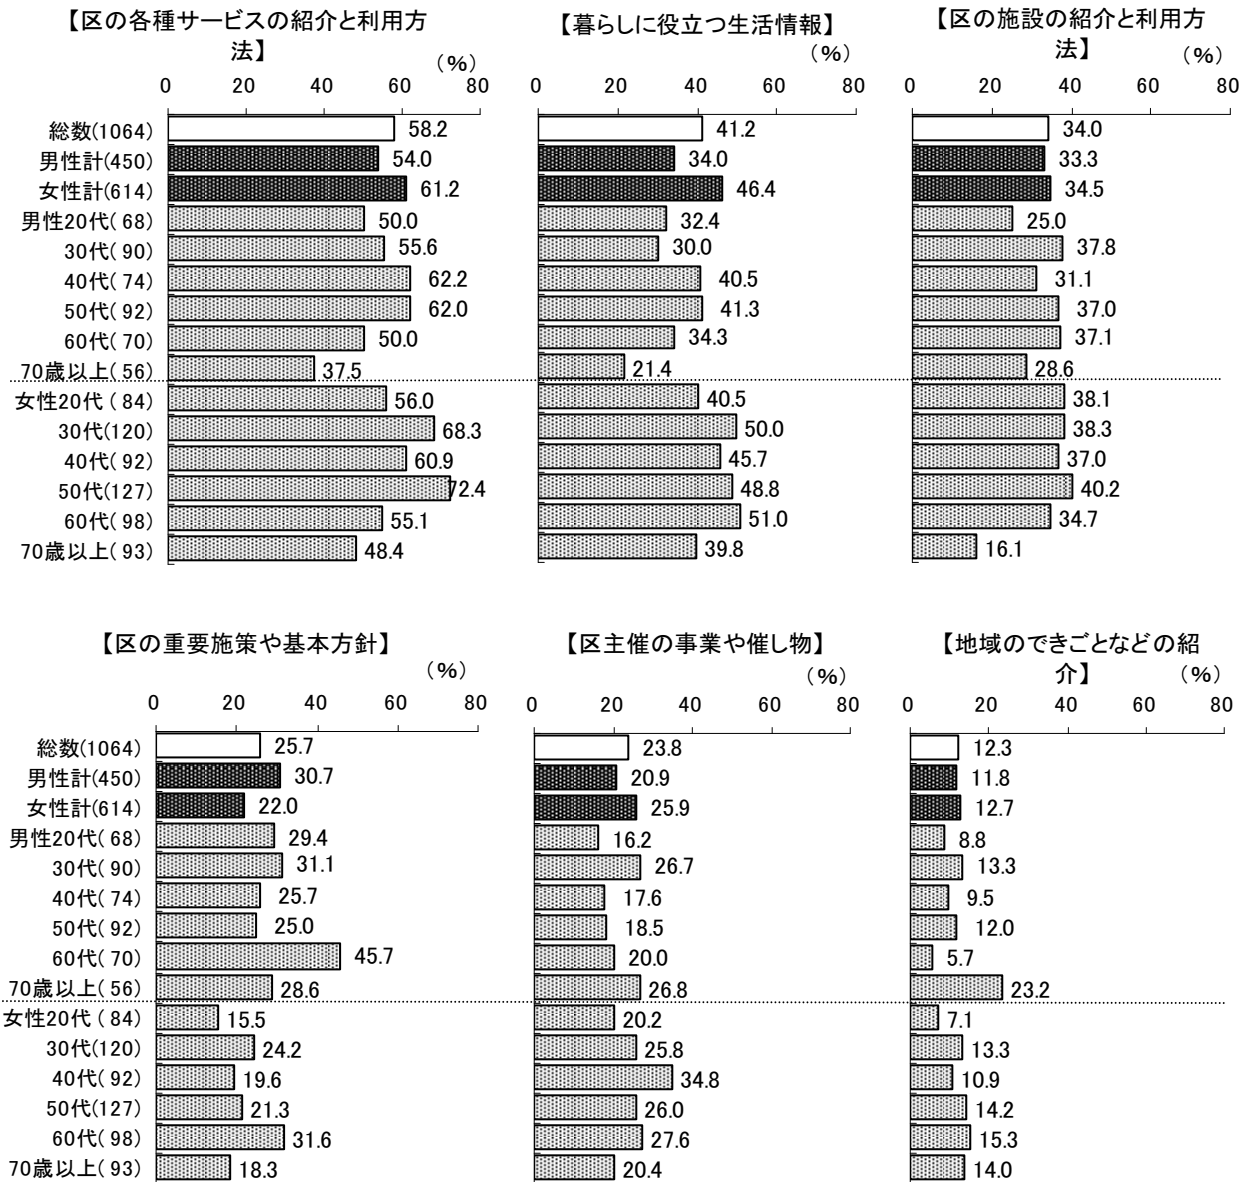 【区の各種サービスの紹介と利用方
法】
（%）
0 20 40 60 80
総数(1064) 58.2
男性計(450) 54.0
女性計(614) 61.2
男性20代( 68) 50.0
30代( 90) 55.6
40代( 74) 62.2
50代( 92) 62.0
60代( 70) 50.0
70歳以上( 56) 37.5
女性20代 ( 84) 56.0
30代(120) 68.3
40代( 92) 60.9
50代(127) 72.4
60代( 98) 55.1
70歳以上( 93) 48.4
【暮らしに役立つ生活情報】
（%）
0 20 40 60 80
41.2
34.0
46.4
32.4
30.0
40.5
41.3
34.3
21.4
40.5
50.0
45.7
48.8
51.0
39.8
【区の施設の紹介と利用方
法】
（%）
0 20 40 60 80
34.0
33.3
34.5
25.0
37.8
31.1
37.0
37.1
28.6
38.1
38.3
37.0
40.2
34.7
16.1
【区の重要施策や基本方針】
（%）
0 20 40 60 80
総数(1064) 25.7
男性計(450) 30.7
女性計(614) 22.0
男性20代( 68) 29.4
30代( 90) 31.1
40代( 74) 25.7
50代( 92) 25.0
60代( 70) 45.7
70歳以上( 56) 28.6
女性20代 ( 84) 15.5
30代(120) 24.2
40代( 92) 19.6
50代(127) 21.3
60代( 98) 31.6
70歳以上( 93) 18.3
【区主催の事業や催し物】
（%）
0 20 40 60 80
23.8
20.9
25.9
16.2
26.7
17.6
18.5
20.0
26.8
20.2
25.8
34.8
26.0
27.6
20.4
【地域のできごとなどの紹
介】
（%）
0 20 40 60 80
12.3
11.8
12.7
8.8
13.3
9.5
12.0
5.7
23.2
7.1
13.3
10.9
14.2
15.3
14.0